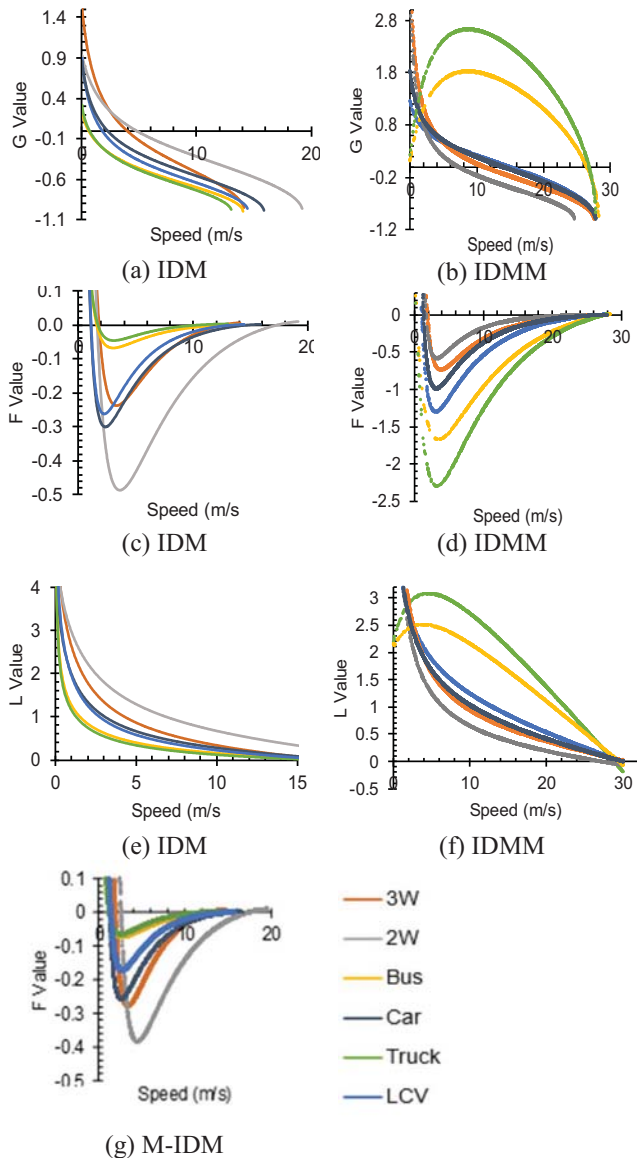 1.4
0.9
0.4
-0.1
-0.6
-1.1
0
10
20
G Value
Speed (m/s
(a) IDM
2.8
1.8
0.8
-0.2
-1.2
0
10
20
30
G Value
Speed (m/s)
(b) IDMM
0.1
0.0
-0.1
-0.2
-0.3
-0.4
-0.5
0
10
20
F Value
Speed (m/s
(c) IDM
0.0
-0.5
-1.0
-1.5
-2.0
-2.5
0
10
20
30
F Value
Speed (m/s)
(d) IDMM
4
3
2
1
0
0
5
10
15
L Value
Speed (m/s
(e) IDM
3
2.5
2
1.5
1
0.5
0
-0.5
0
10
20
30
L Value
Speed (m/s)
(f) IDMM
0.1
0
-0.1
-0.2
-0.3
-0.4
-0.5
0
10
20
F Value
Speed (m/s)
(g) M-IDM
3W
2W
Bus
Car
Truck
LCV